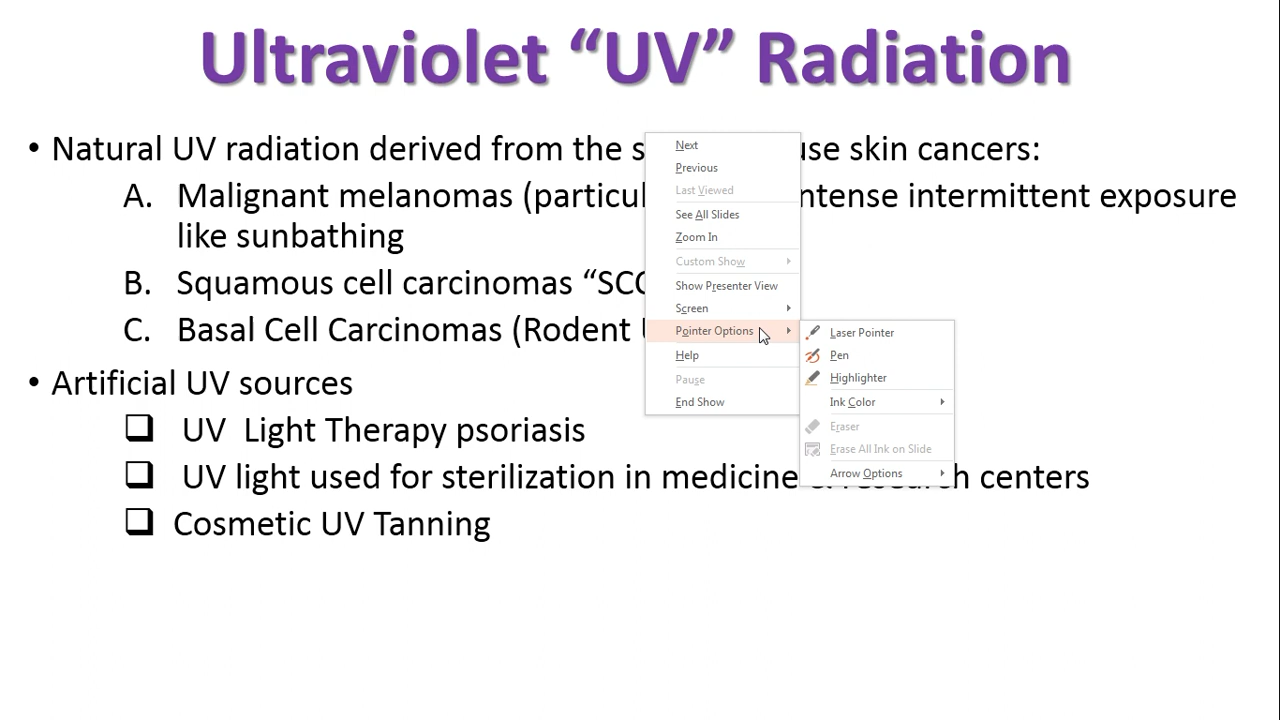 Ultraviolet “UV” Radiation
• Natural UV radiation derived from the skin cancers:
A. Malignant melanomas intense intermittent exposure
like sunbathing
B. Squamous cell carcinomas
C. Basal Cell Carcinomas (Rodent
• Artificial UV sources
❑ UV Light Therapy psoriasis
❑ UV light used for sterilization in medicine & research centers
❑ Cosmetic UV Tanning
Next
Previous
Last Viewed
See All Slides
Zoom In
Custom Show
Show Presenter View
Screen
Pointer Options
Help
Pause
End Show
Laser Pointer
Pen
Highlighter
Ink Color
Eraser
Erase All Ink on Slide
Arrow Options